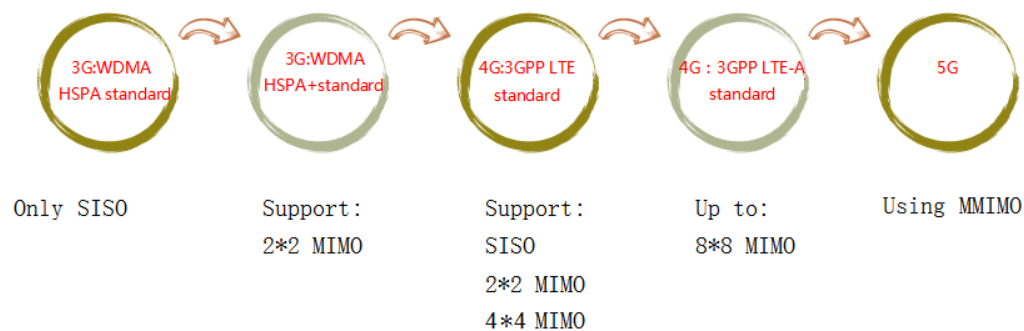 3G:WDMA
HSPA standard
3G:WDMA
HSPA+standard
4G:3GPP LTE
standard
4G：3GPP LTE-A
standard
5G
Only SISO
Support:
2*2 MIMO
Support:
SISO
2*2 MIMO
4*4 MIMO
Up to:
8*8 MIMO
Using MMIMO